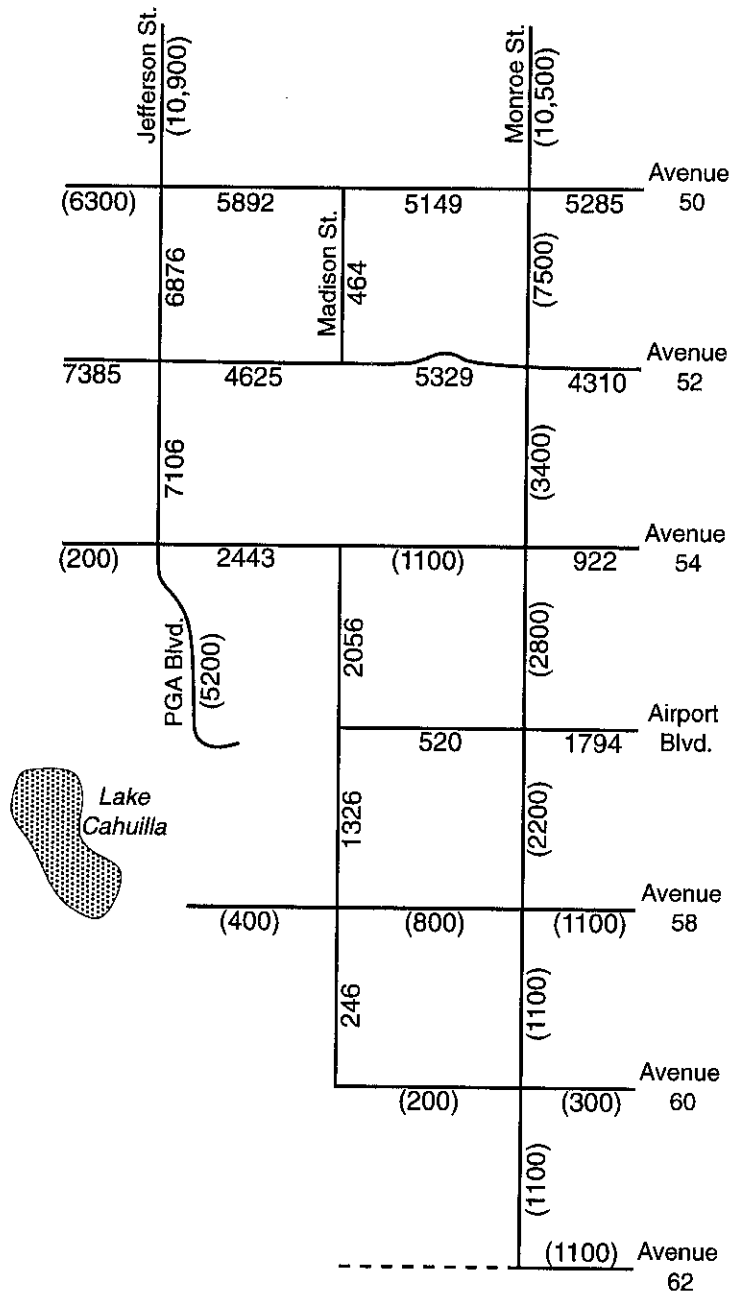 Jefferson St.
(10,900)
Monroe St.
(10,500)
Avenue
50
(6300)
5892
5149
5285
6876
Madison St.
464
(7500)
Avenue
52
7385
4625
5329
4310
7106
(3400)
Avenue
54
(200)
2443
(1100)
922
PGA Blvd.
(5200)
2056
(2800)
Airport
Blvd.
520
1794
Lake
Cahuilla
1326
(2200)
Avenue
58
(400)
(800)
(1100)
246
(1100)
Avenue
60
(200)
(300)
(1100)
(1100)
Avenue
62